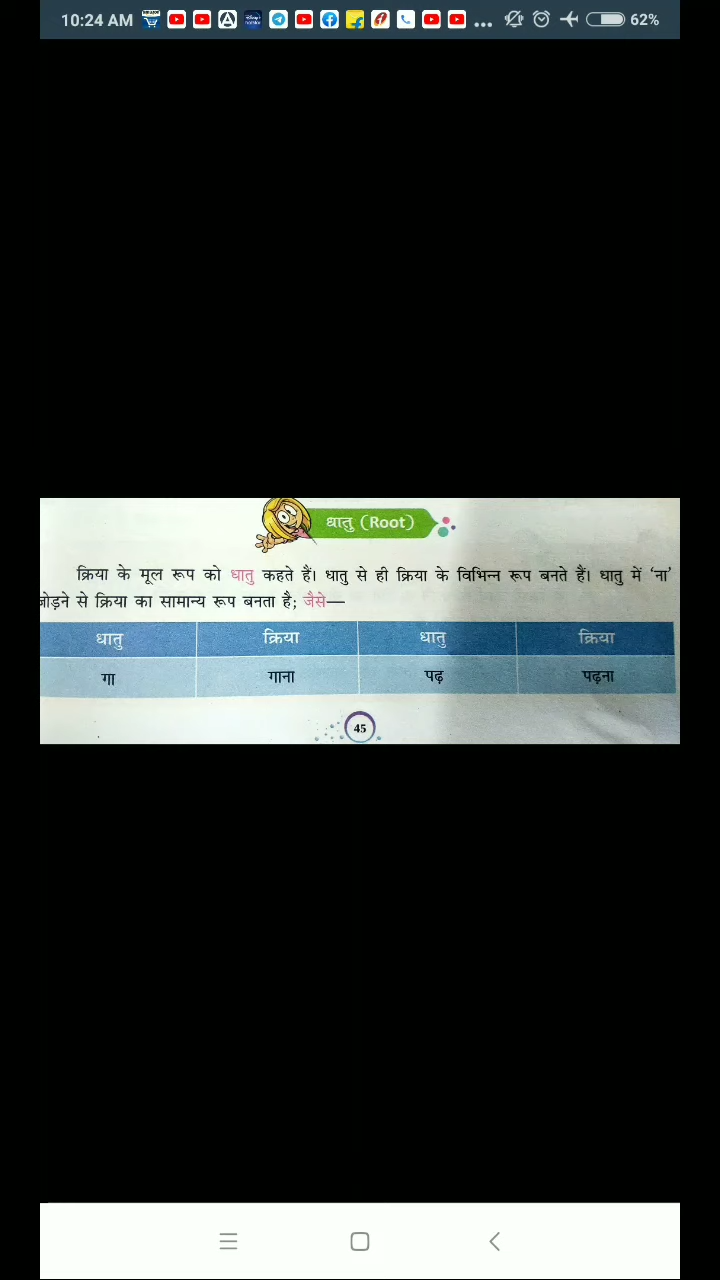 10:24 AM 62%
धातु (Root)
क्रिया के मूल रूप को धातु कहते हैं। धातु से ही क्रिया के विभिन्न रूप बनते हैं। धातु में ‘ना’
जोड़ने से क्रिया का सामान्य रूप बनता है; जैसे—
धातु क्रिया धातु क्रिया
गा गाना पढ़ पढ़ना
45